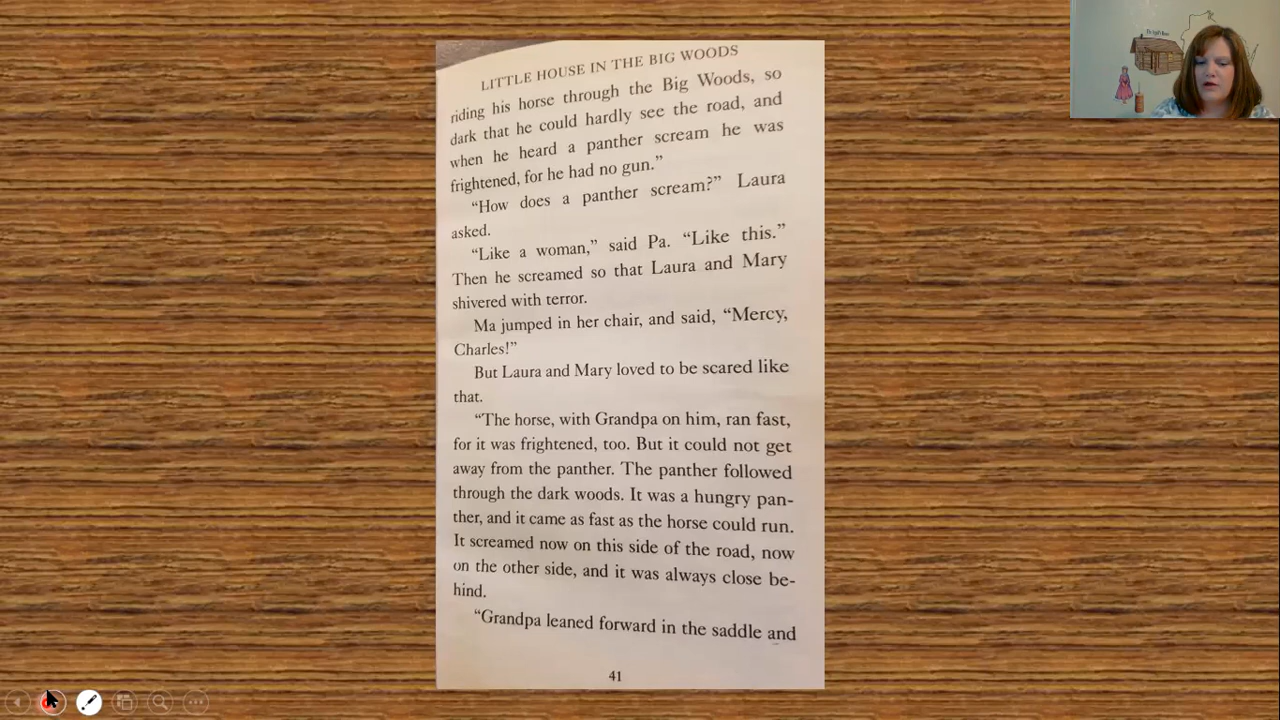 LITTLE HOUSE IN THE BIG WOODS
riding his horse through the Big Woods, so
dark that he could hardly see the road, and
when he heard a panther scream he was
frightened, for he had no gun.”
“How does a panther scream?” Laura
asked.
“Like a woman,” said Pa. “Like this.”
Then he screamed so that Laura and Mary
shivered with terror.
Ma jumped in her chair, and said, “Mercy,
Charles!”
But Laura and Mary loved to be scared like
that.
“The horse, with Grandpa on him, ran fast,
for it was frightened, too. But it could not get
away from the panther. The panther followed
through the dark woods. It was a hungry pan-
ther, and it came as fast as the horse could run.
It screamed now on this side of the road, now
on the other side, and it was always close be-
hind.
“Grandpa leaned forward in the saddle and
41